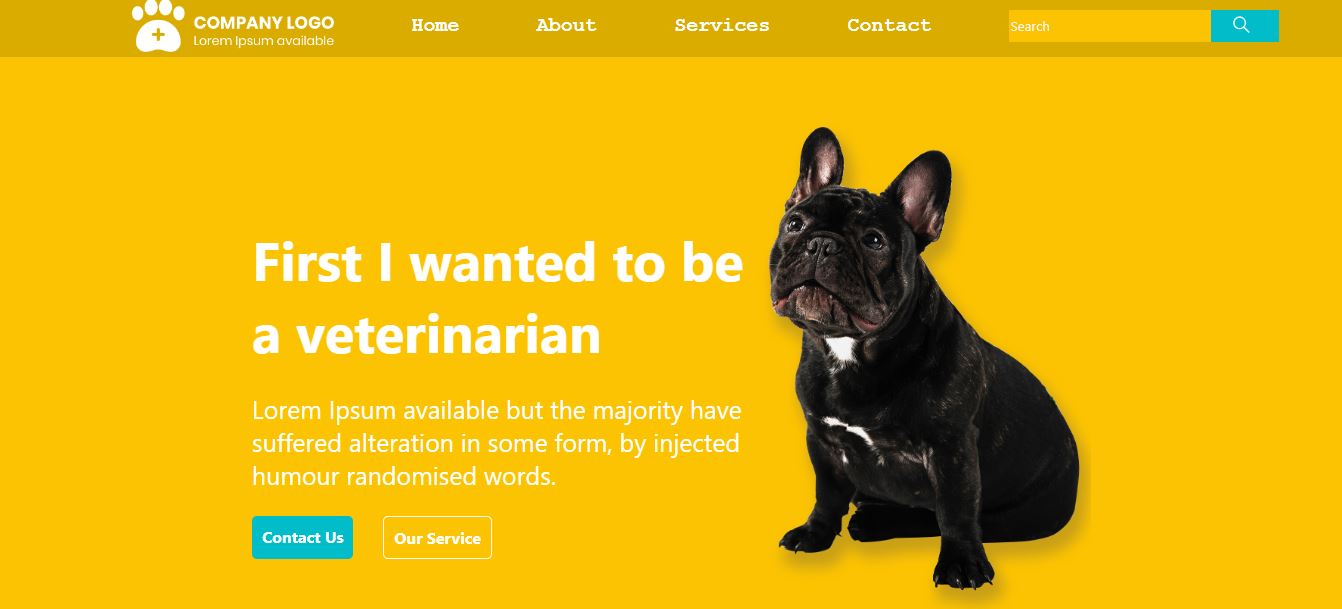 COMPANY LOGO
Lorem Ipsum available
Home About Services Contact Search
First I wanted to be
a veterinarian
Lorem Ipsum available but the majority have
suffered alteration in some form, by injected
humour randomised words.
Contact Us Our Service